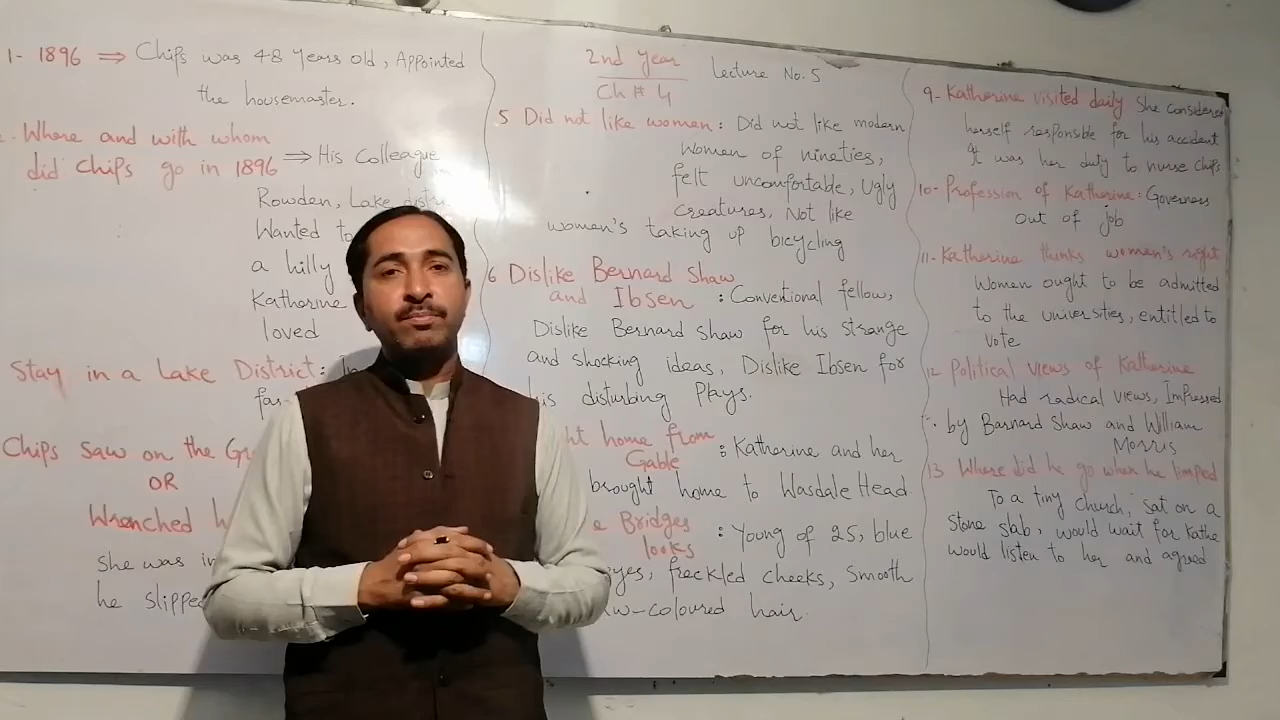 1- 1896 ⇒ Chips was 48 years old, Appointed
the housemaster.
Where and with whom
did Chips go in 1896 ⇒ His Colleague
Rowden, Lake
Wanted to
a hilly
Katherine
loved
Stay in a Lake District:
far
Chips saw on the
OR
Wrenched
she was
he slipped
2nd Year
Ch # 4
Lecture No. 5
5 Did not like women: Did not like modern
Women of nineties,
felt uncomfortable, Ugly
creatures, Not like
women's taking up bicycling
6 Dislike Bernard Shaw
and Ibsen : Conventional fellow,
Dislike Bernard Shaw for his strange
and shocking ideas, Dislike Ibsen for
his disturbing Plays.
home from
Gable : Katherine and her
brought home to Wasdale Head
Bridges
looks : Young of 25, blue
eyes, freckled cheeks, Smooth
-coloured hair.
9- Katherine visited daily She considered
herself responsible for his accident
It was her duty to nurse Chips
10- Profession of Katherine: Governess
out of job
11- Katherine thinks women's right
Women ought to be admitted
to the universities, entitled to
vote
12 Political views of Katherine
Had radical views, Impressed
by Barnard Shaw and William
Morris
13 Where did he go when he limped
To a tiny church, sat on a
Stone slab, would wait for Kathe
would listen to her and agreed